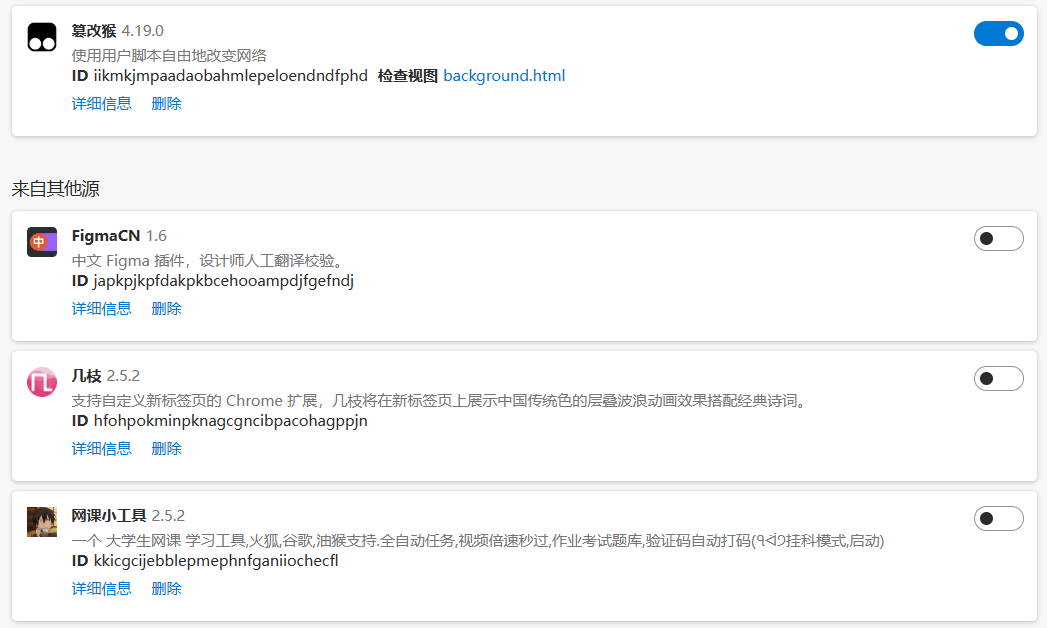 篡改猴 4.19.0
使用用户脚本自由地改变网络
ID iikmkjmpaadaobahmlepeloendndfphd 检查视图 background.html
详细信息 删除
来自其他源
中
FigmaCN 1.6
中文 Figma 插件，设计师人工翻译校验。
ID japkpjkpfdakpkbcehooampdjfgefndj
详细信息 删除
几枝 2.5.2
支持自定义新标签页的 Chrome 扩展，几枝将在新标签页上展示中国传统色的层叠波浪动画效果搭配经典诗词。
ID hfohpokminpknagcgncibpacohagppjn
详细信息 删除
网课小工具 2.5.2
一个 大学生网课 学习工具,火狐,谷歌,油猴支持.全自动任务,视频倍速秒过,作业考试题库,验证码自动打码(੧ᐛ੭挂科模式,启动)
ID kkicgcijebblepmephnfganiiochecfl
详细信息 删除